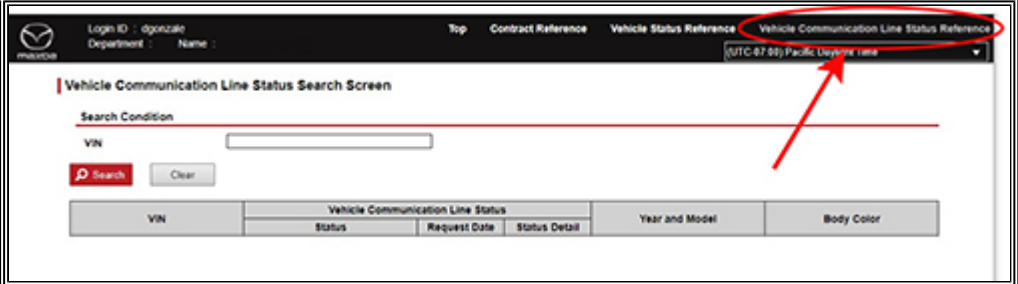 Login ID : dgonzale
Top Contract Reference Vehicle Status Reference Vehicle Communication Line Status Reference
Department : Name :
mazda
(UTC-07:00) Pacific Daylight Time
Vehicle Communication Line Status Search Screen
Search Condition
VIN
Search Clear
VIN Vehicle Communication Line Status Year and Model Body Color
Status Request Date Status Detail